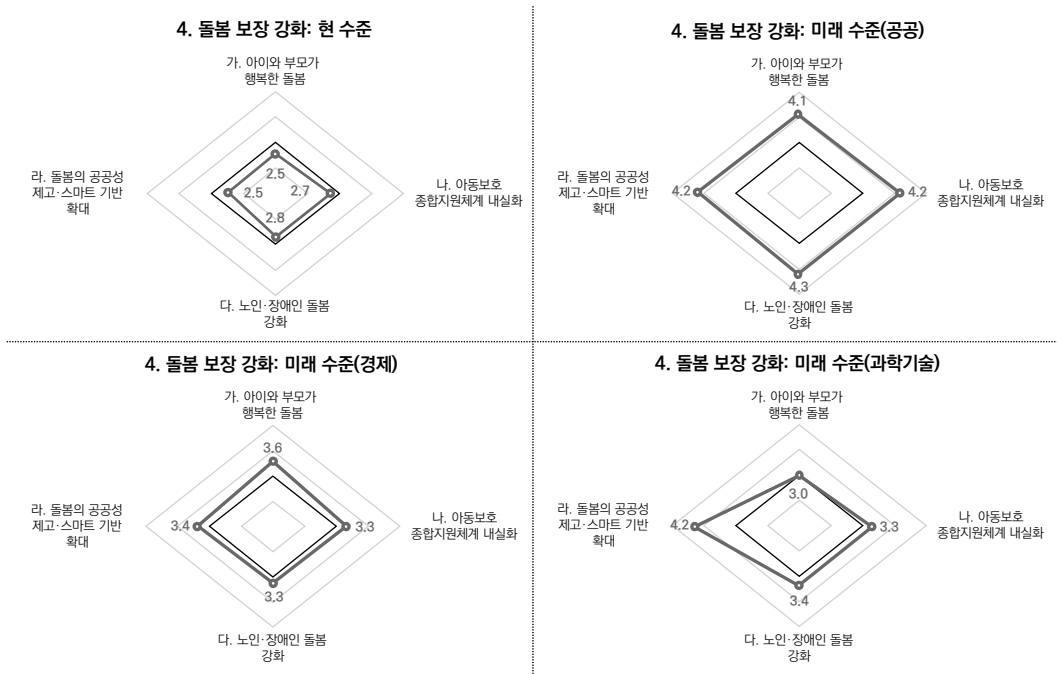 4. 돌봄 보장 강화: 현 수준
가. 아이와 부모가
행복한 돌봄
2.5
라. 돌봄의 공공성
제고·스마트 기반
확대
2.5
2.7
나. 아동보호
종합지원체계 내실화
2.8
다. 노인·장애인 돌봄
강화
4. 돌봄 보장 강화: 미래 수준(공공)
가. 아이와 부모가
행복한 돌봄
4.1
라. 돌봄의 공공성
제고·스마트 기반
확대
4.2
4.2
나. 아동보호
종합지원체계 내실화
4.3
다. 노인·장애인 돌봄
강화
4. 돌봄 보장 강화: 미래 수준(경제)
가. 아이와 부모가
행복한 돌봄
3.6
라. 돌봄의 공공성
제고·스마트 기반
확대
3.4
3.3
나. 아동보호
종합지원체계 내실화
3.3
다. 노인·장애인 돌봄
강화
4. 돌봄 보장 강화: 미래 수준(과학기술)
가. 아이와 부모가
행복한 돌봄
3.0
라. 돌봄의 공공성
제고·스마트 기반
확대
4.2
3.3
나. 아동보호
종합지원체계 내실화
3.4
다. 노인·장애인 돌봄
강화